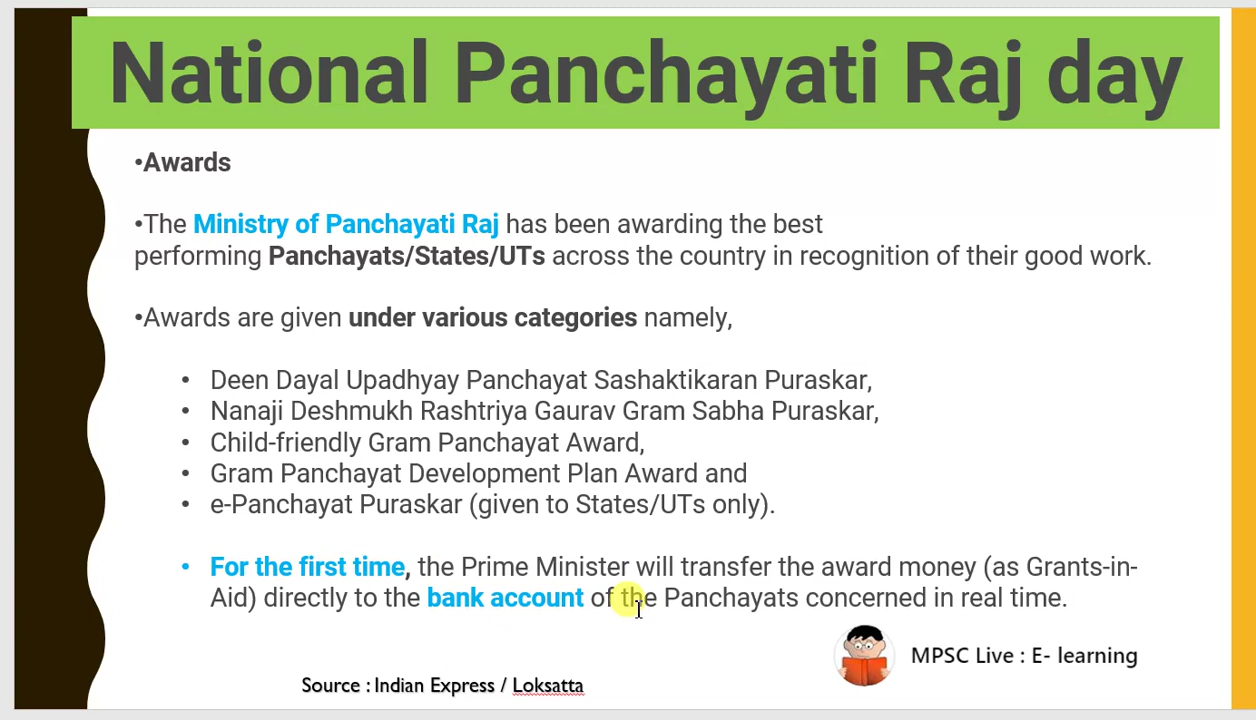 National Panchayati Raj day
•Awards
•The Ministry of Panchayati Raj has been awarding the best
performing Panchayats/States/UTs across the country in recognition of their good work.
•Awards are given under various categories namely,
• Deen Dayal Upadhyay Panchayat Sashaktikaran Puraskar,
• Nanaji Deshmukh Rashtriya Gaurav Gram Sabha Puraskar,
• Child-friendly Gram Panchayat Award,
• Gram Panchayat Development Plan Award and
• e-Panchayat Puraskar (given to States/UTs only).
• For the first time, the Prime Minister will transfer the award money (as Grants-in-
Aid) directly to the bank account of the Panchayats concerned in real time.
MPSC Live : E- learning
Source : Indian Express / Loksatta